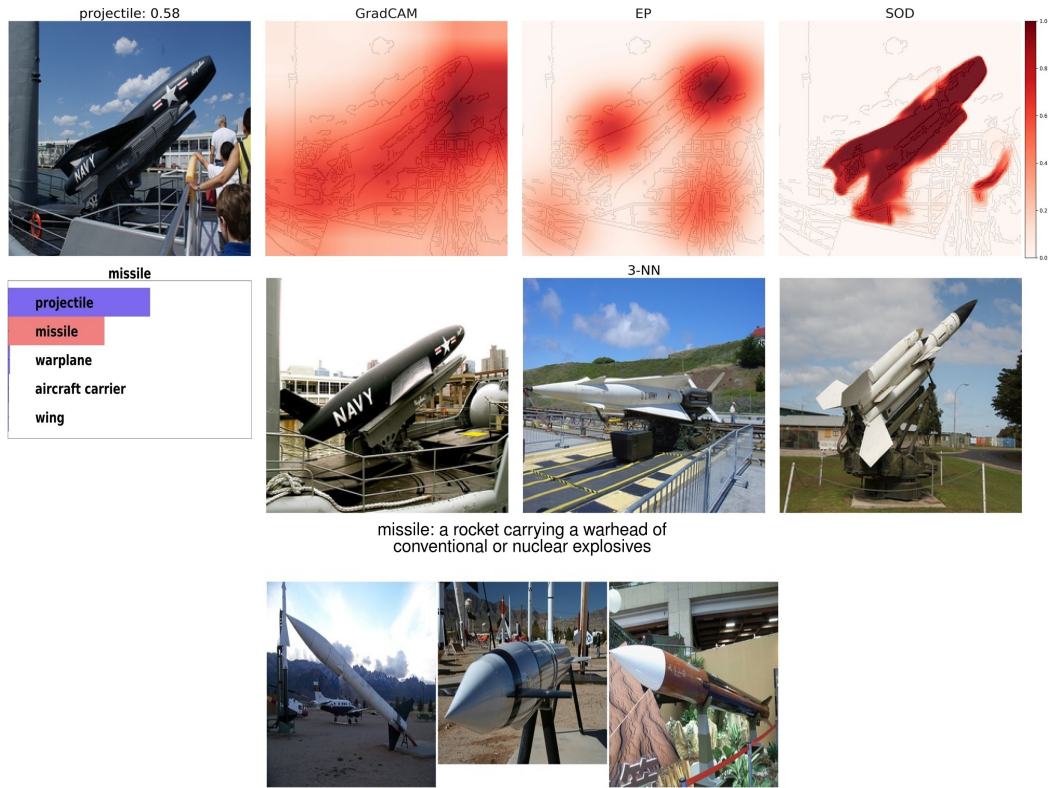 projectile: 0.58
GradCAM
EP
SOD
NAVY
1.0
0.8
0.6
0.4
0.2
0.0
missile
projectile
missile
warplane
aircraft carrier
wing
3-NN
NAVY
missile: a rocket carrying a warhead of
conventional or nuclear explosives